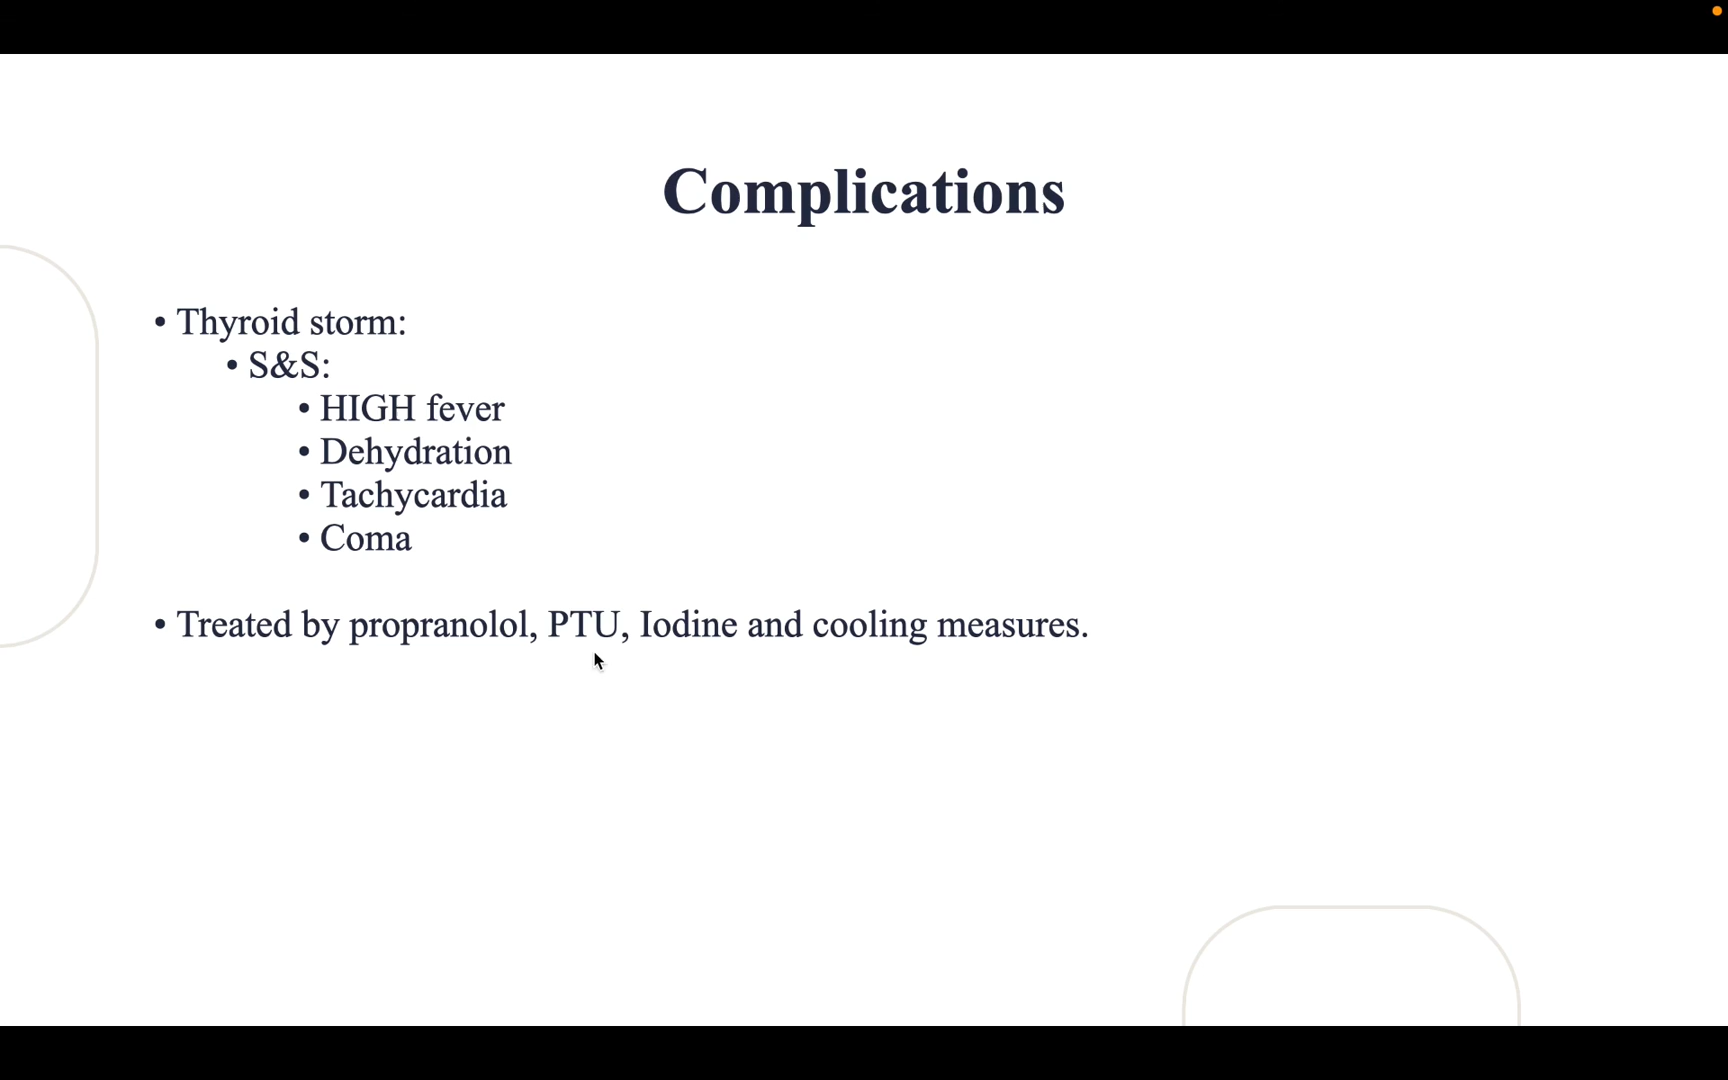 Complications
• Thyroid storm:
• S&S:
• HIGH fever
• Dehydration
• Tachycardia
• Coma
• Treated by propranolol, PTU, Iodine and cooling measures.